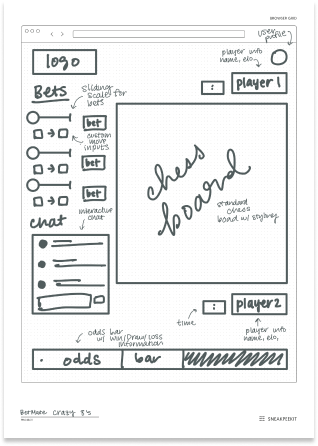 BROWSER GRID
user profile
logo
player info
name, elo,
:
player 1
Bets
sliding
scale for
bets
bet
custom
move
inputs
bet
bet
chess
board
standard
chess
board w/ styling
interactive
chat
chat
time
:
player 2
player info
name, elo,
odds bar
w/ win/draw/loss
information
odds bar
Crazy 8's
SNEAKPEEKIT